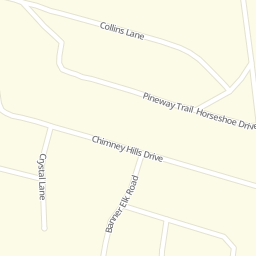 Collins Lane
Pineway Trail
Horseshoe Drive
Chimney Hills Drive
Crystal Lane
Banner Elk Road